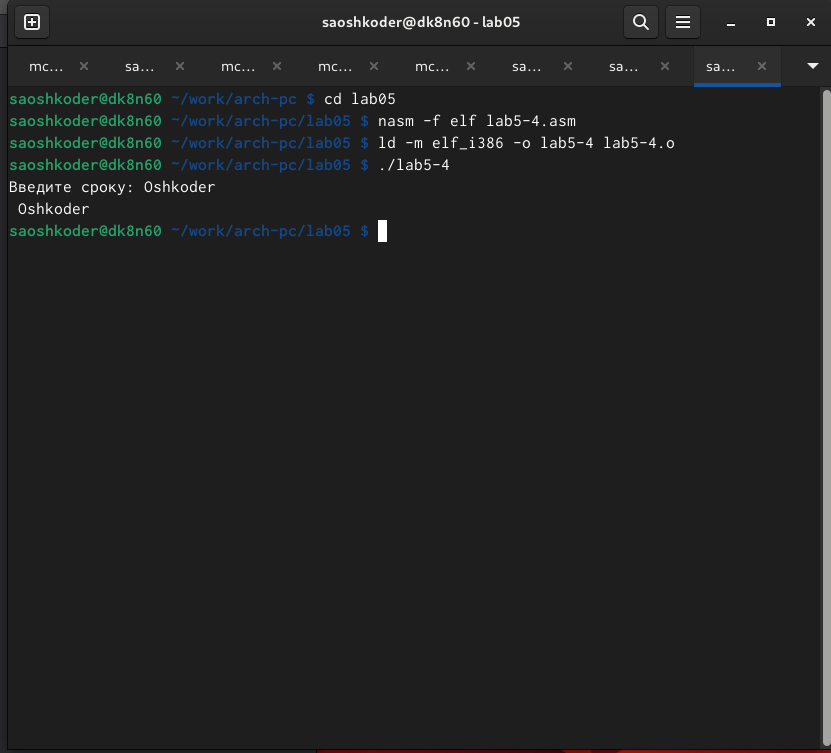 saoshkoder@dk8n60 - lab05
mc... sa... mc... mc... mc... sa... sa... sa...
saoshkoder@dk8n60 ~/work/arch-pc $ cd lab05
saoshkoder@dk8n60 ~/work/arch-pc/lab05 $ nasm -f elf lab5-4.asm
saoshkoder@dk8n60 ~/work/arch-pc/lab05 $ ld -m elf_i386 -o lab5-4 lab5-4.o
saoshkoder@dk8n60 ~/work/arch-pc/lab05 $ ./lab5-4
Введите сроку: Oshkoder
 Oshkoder
saoshkoder@dk8n60 ~/work/arch-pc/lab05 $